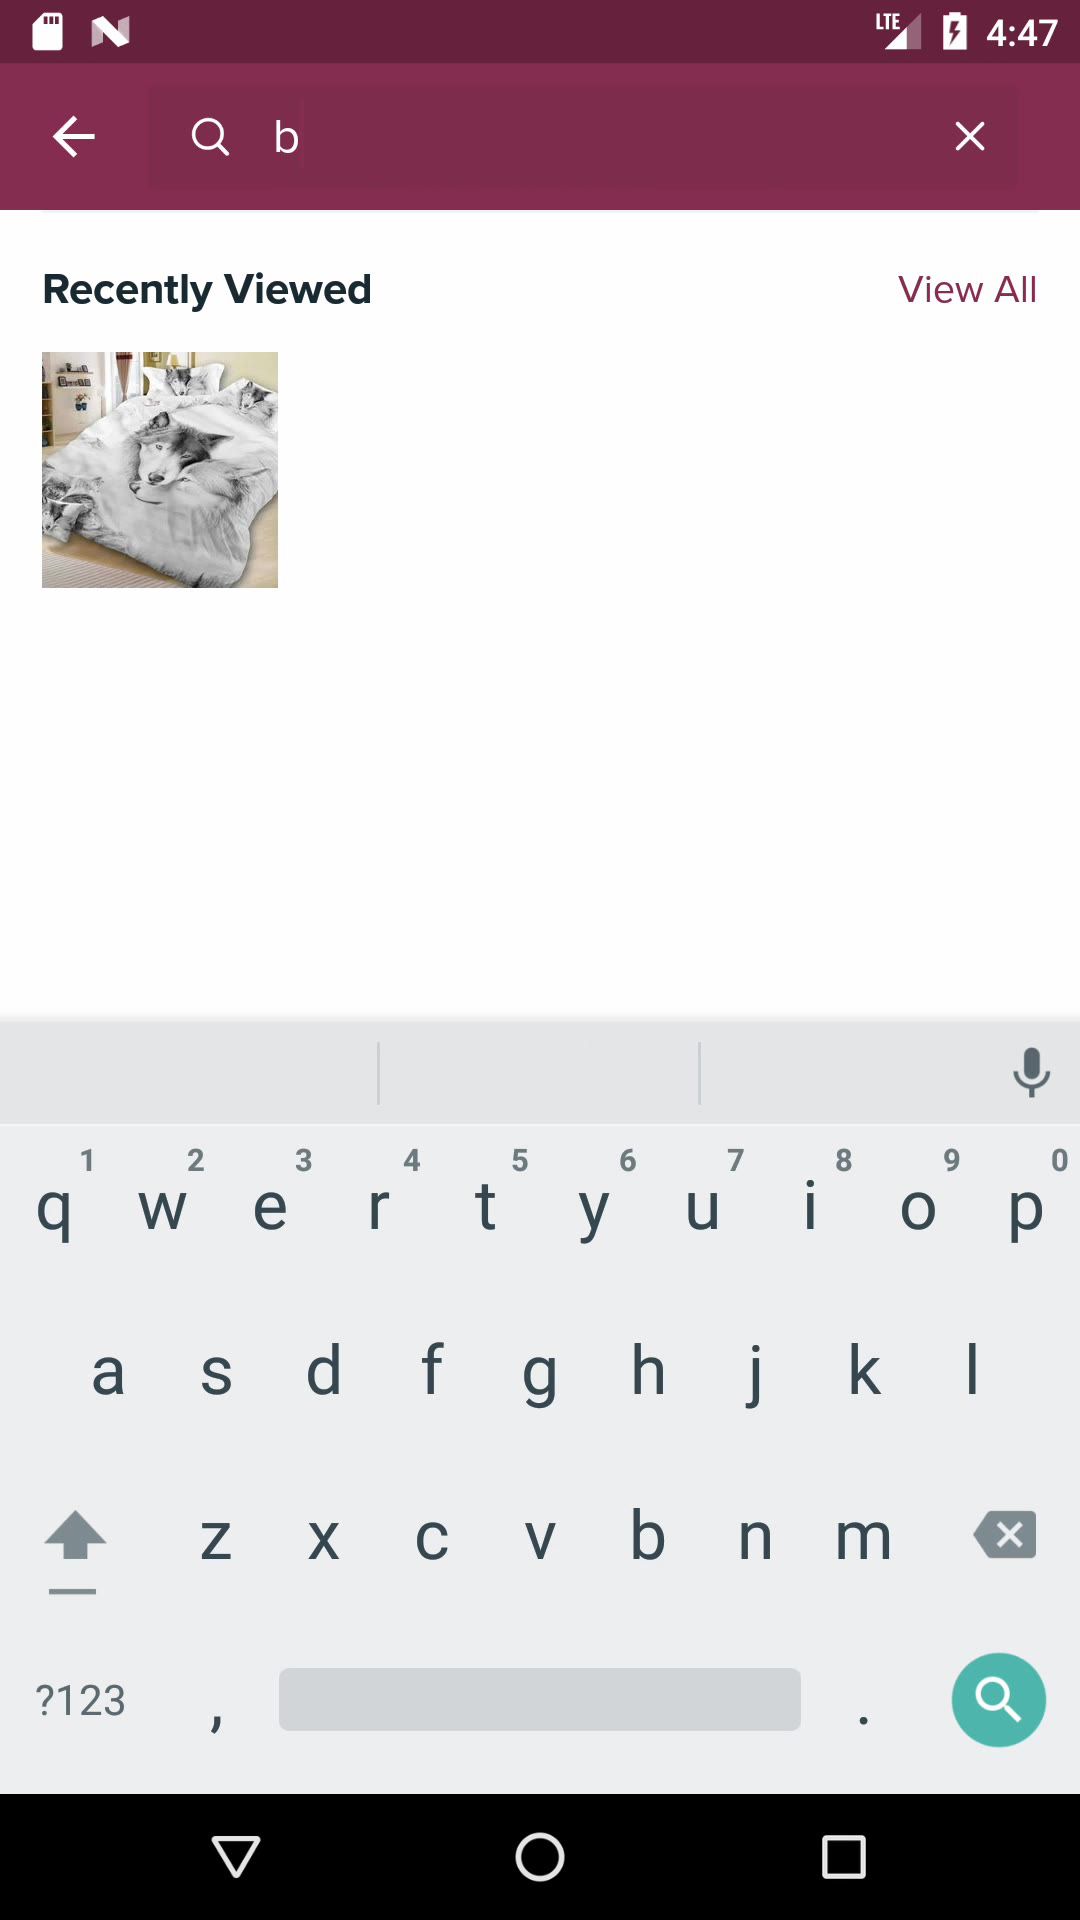 LTE 4:47
b
Recently Viewed View All
1 2 3 4 5 6 7 8 9 0
q w e r t y u i o p
a s d f g h j k l
z x c v b n m
?123 , .